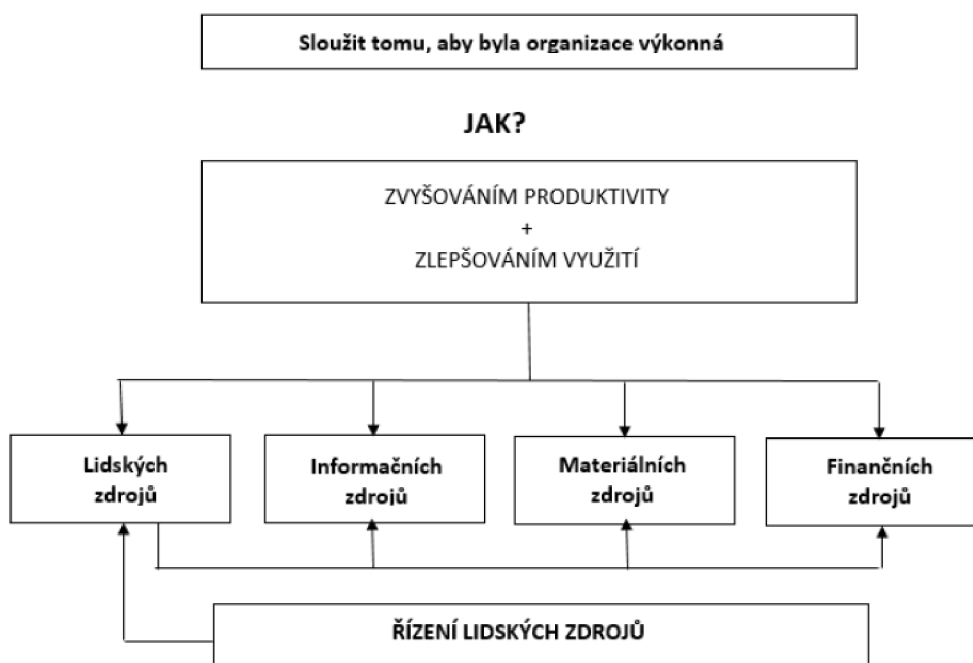 Sloužit tomu, aby byla organizace výkonná
JAK?
ZVYŠOVÁNÍM PRODUKTIVITY
+
ZLEPŠOVÁNÍM VYUŽITÍ
Lidských
zdrojů
Informačních
zdrojů
Materiálních
zdrojů
Finančních
zdrojů
ŘÍZENÍ LIDSKÝCH ZDROJŮ